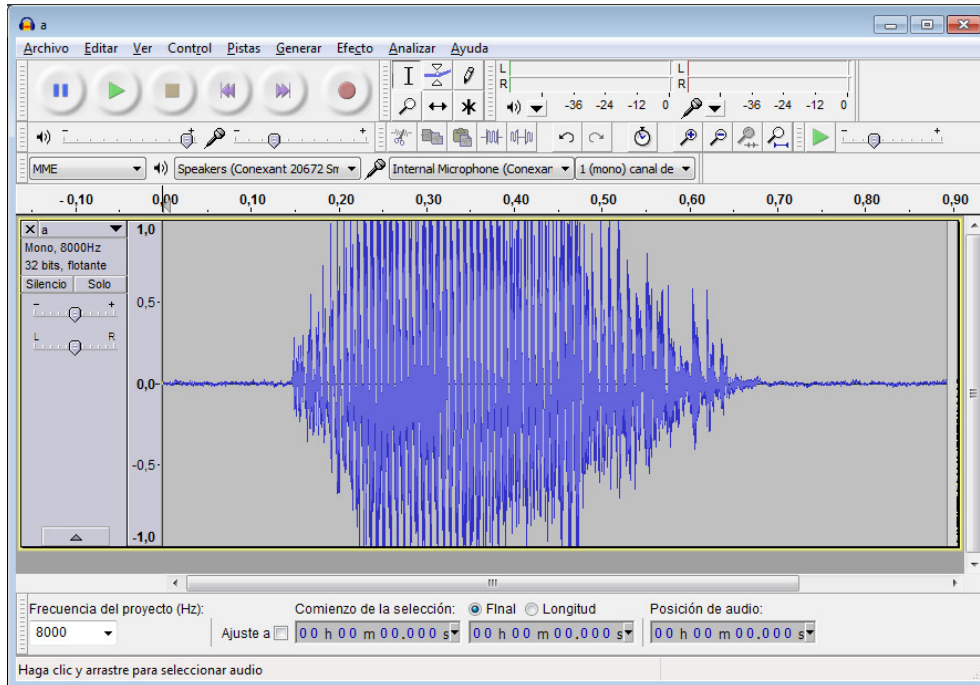 a
Archivo Editar Ver Control Pistas Generar Efecto Analizar Ayuda
L
R
-36 -24 -12 0
L
R
-36 -24 -12 0
- +
- +
- +
MME
Speakers (Conexant 20672 Sm
Internal Microphone (Conexan
1 (mono) canal de
- 0,10 0,00 0,10 0,20 0,30 0,40 0,50 0,60 0,70 0,80 0,90
a
Mono, 8000Hz
32 bits, flotante
Silencio Solo
- +
L R
1,0
0,5
0,0
-0,5
-1,0
Frecuencia del proyecto (Hz):
8000
Ajuste a
Comienzo de la selección:
FInal
Longitud
Posición de audio:
00 h 00 m 00.000 s
00 h 00 m 00.000 s
00 h 00 m 00.000 s
Haga clic y arrastre para seleccionar audio